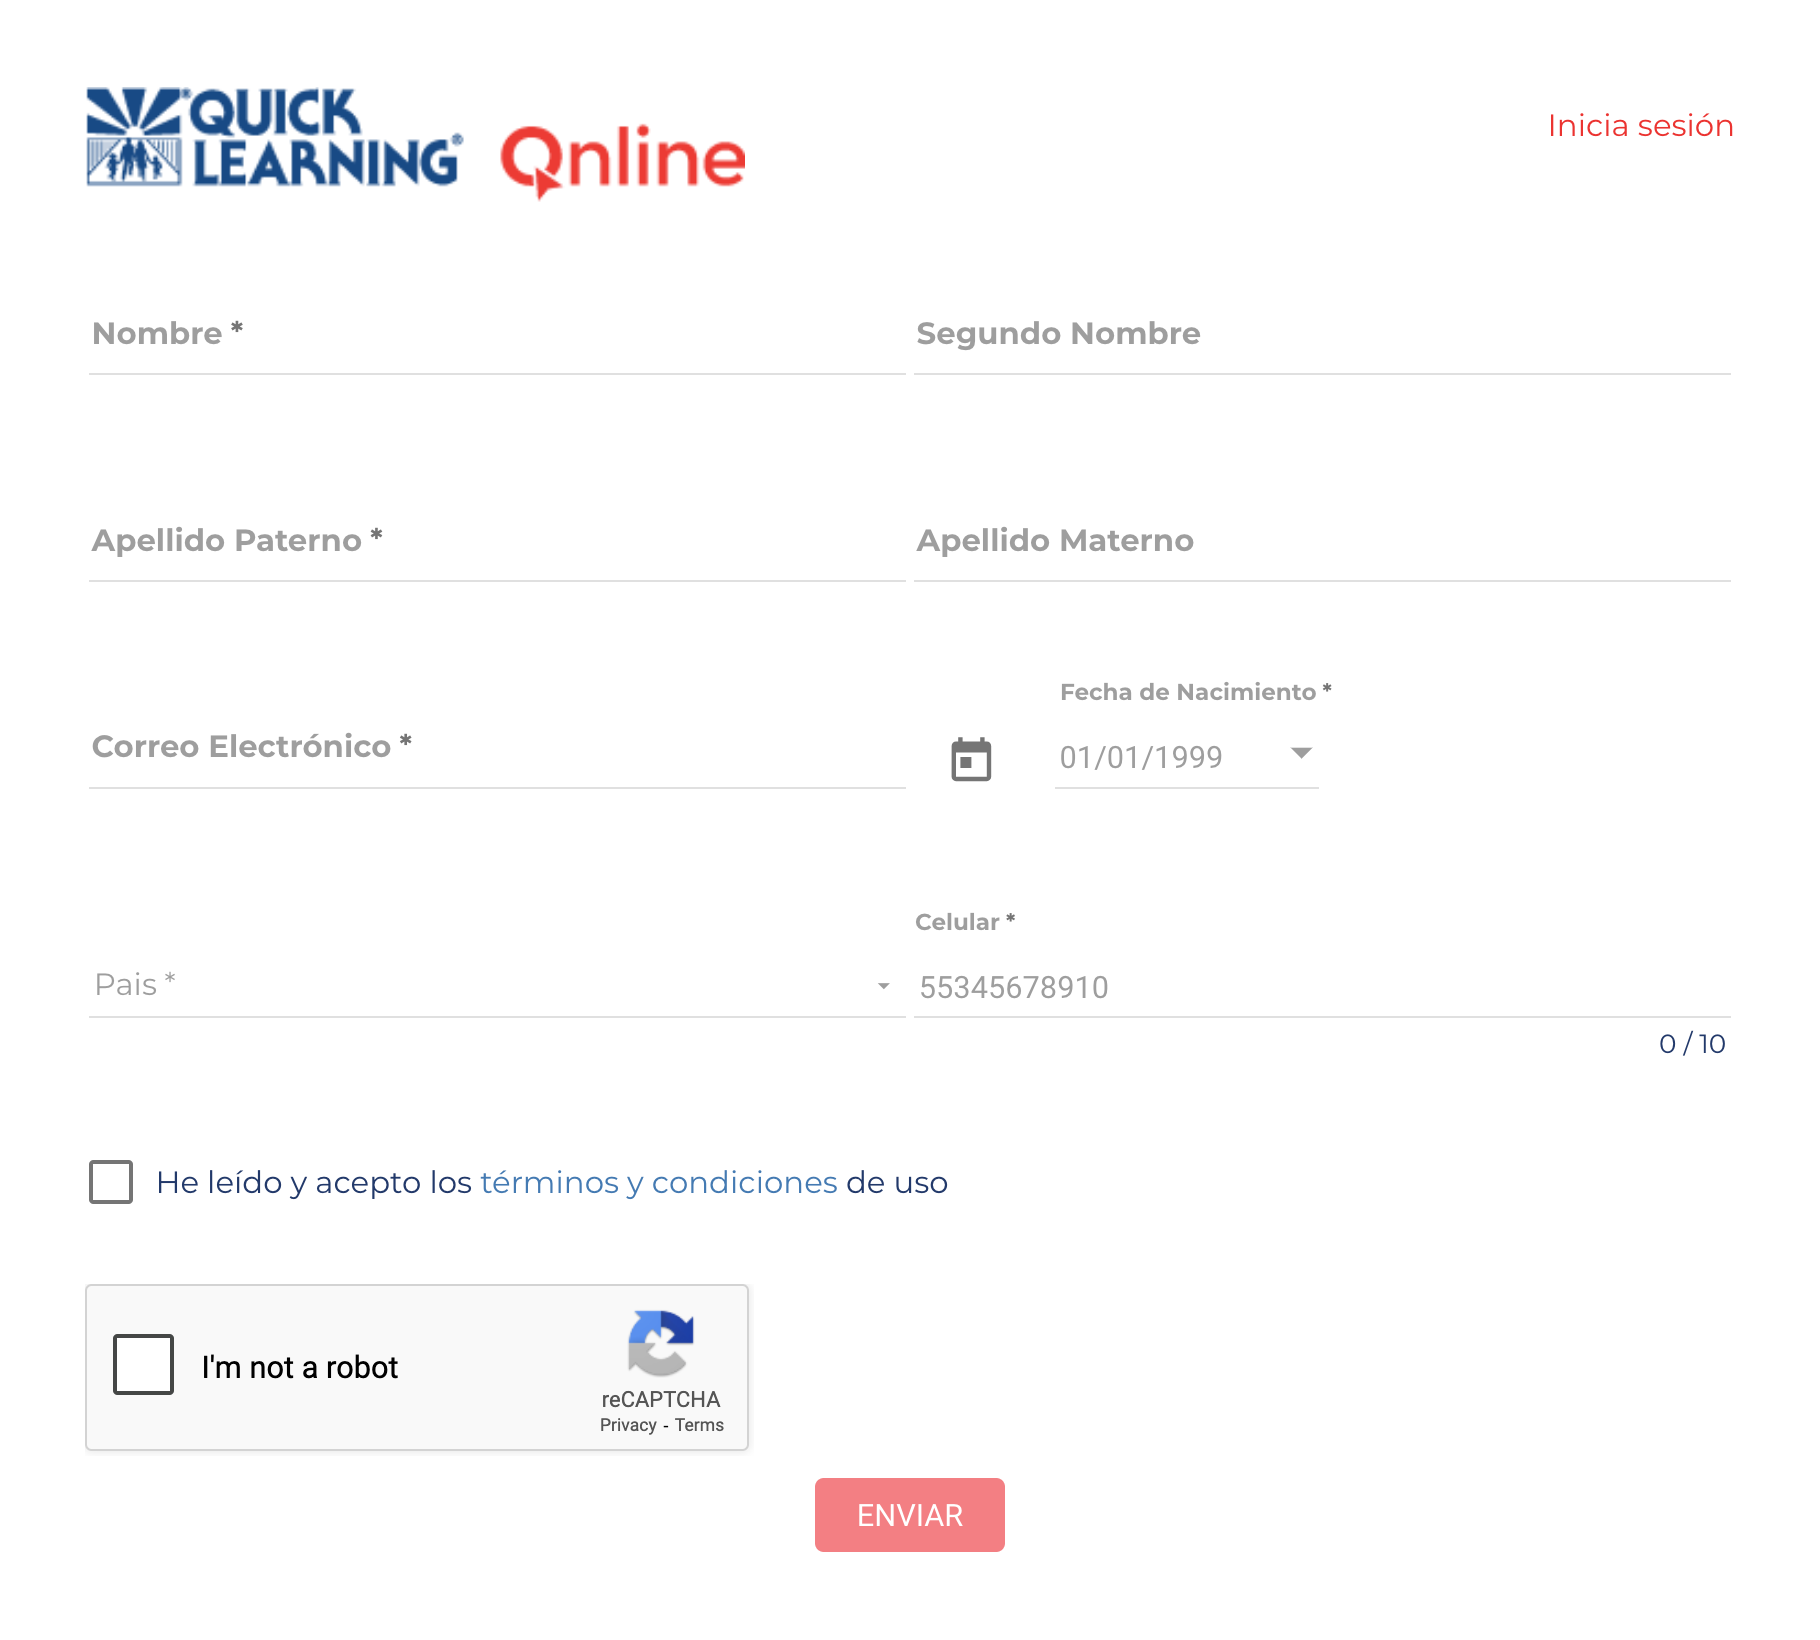 QUICK
LEARNING®
Qnline
Inicia sesión
Nombre *
Segundo Nombre
Apellido Paterno *
Apellido Materno
Correo Electrónico *
Fecha de Nacimiento *
01/01/1999
Pais *
Celular *
55345678910
0 / 10
He leído y acepto los términos y condiciones de uso
I'm not a robot
reCAPTCHA
Privacy - Terms
ENVIAR